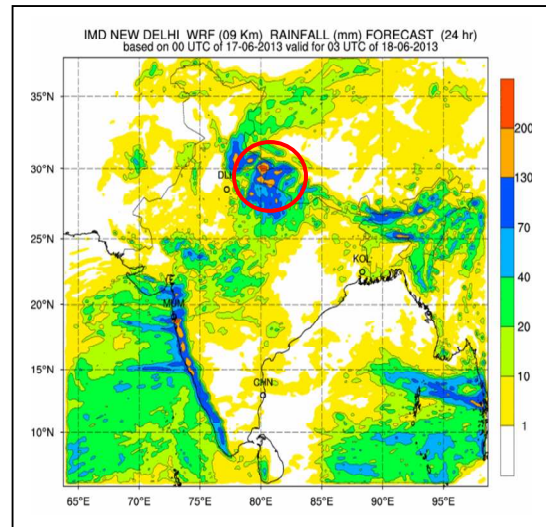 IMD NEW DELHI WRF (09 Km) RAINFALL (mm) FORECAST (24 hr)
based on 00 UTC of 17-06-2013 valid for 03 UTC of 18-06-2013
35°N
30°N
25°N
20°N
15°N
10°N
KOL
MUM
CHN
200
130
70
40
20
10
1
65°E
70°E
75°E
80°E
85°E
90°E
95°E